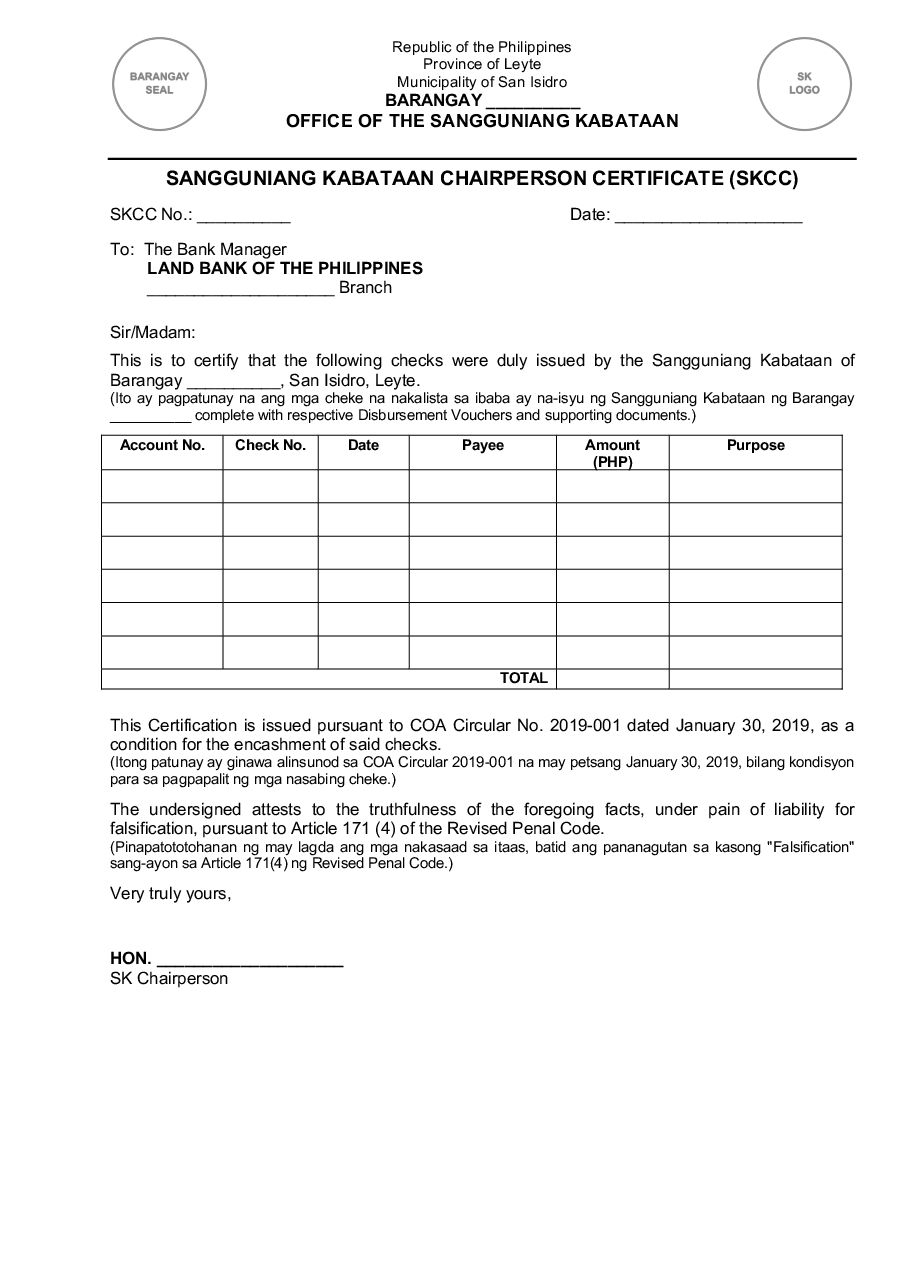 BARANGAY
SEAL
Republic of the Philippines
Province of Leyte
Municipality of San Isidro
BARANGAY __________
OFFICE OF THE SANGGUNIANG KABATAAN
SK
LOGO
SANGGUNIANG KABATAAN CHAIRPERSON CERTIFICATE (SKCC)
SKCC No.: __________ Date: ____________________
To: The Bank Manager
LAND BANK OF THE PHILIPPINES
____________________ Branch
Sir/Madam:
This is to certify that the following checks were duly issued by the Sangguniang Kabataan of
Barangay __________, San Isidro, Leyte.
(Ito ay pagpatunay na ang mga cheke na nakalista sa ibaba ay na-isyu ng Sangguniang Kabataan ng Barangay
__________ complete with respective Disbursement Vouchers and supporting documents.)
Account No. Check No. Date Payee Amount (PHP) Purpose
TOTAL
This Certification is issued pursuant to COA Circular No. 2019-001 dated January 30, 2019, as a
condition for the encashment of said checks.
(Itong patunay ay ginawa alinsunod sa COA Circular 2019-001 na may petsang January 30, 2019, bilang kondisyon
para sa pagpapalit ng mga nasabing cheke.)
The undersigned attests to the truthfulness of the foregoing facts, under pain of liability for
falsification, pursuant to Article 171 (4) of the Revised Penal Code.
(Pinapatototohanan ng may lagda ang mga nakasaad sa itaas, batid ang pananagutan sa kasong "Falsification"
sang-ayon sa Article 171(4) ng Revised Penal Code.)
Very truly yours,
HON. ____________________
SK Chairperson